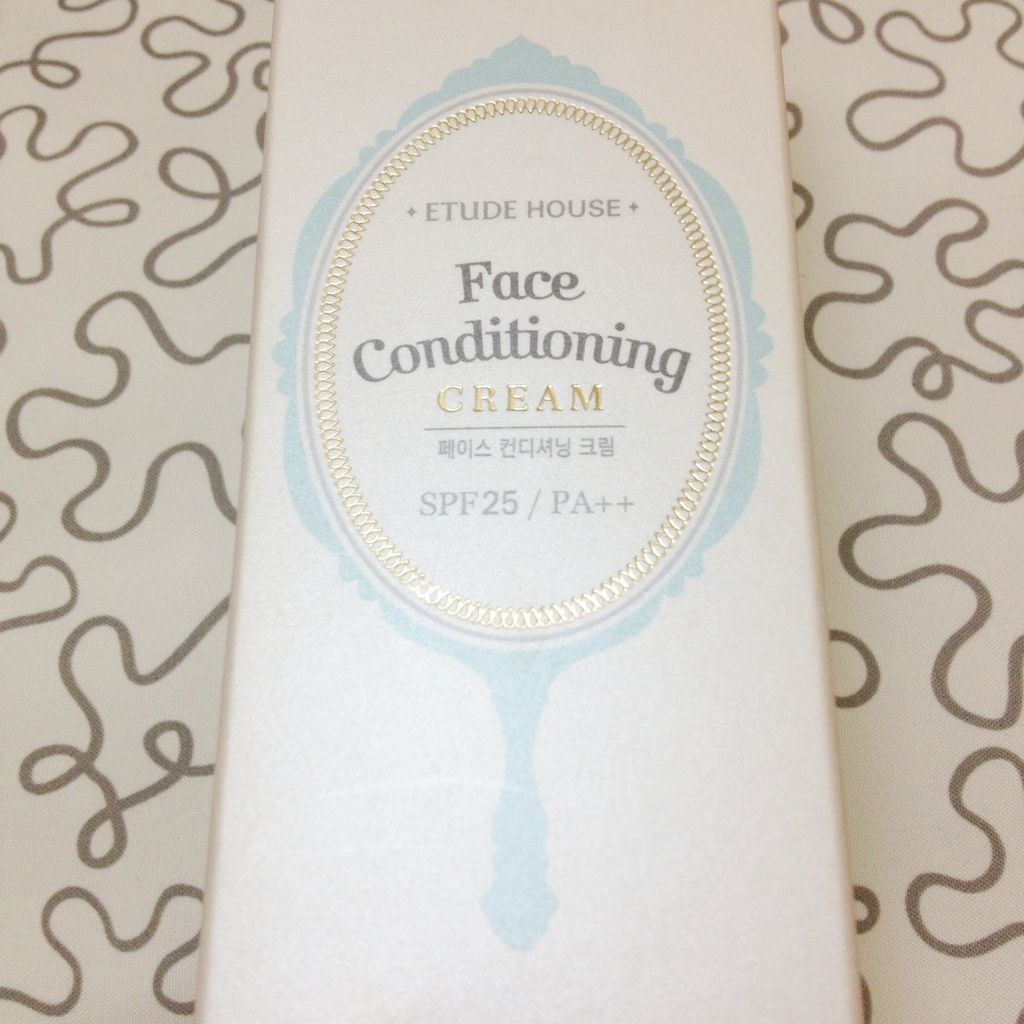 ETUDE HOUSE
Face
Conditioning
CREAM
페이스 컨디셔닝 크림
SPF25 / PA++